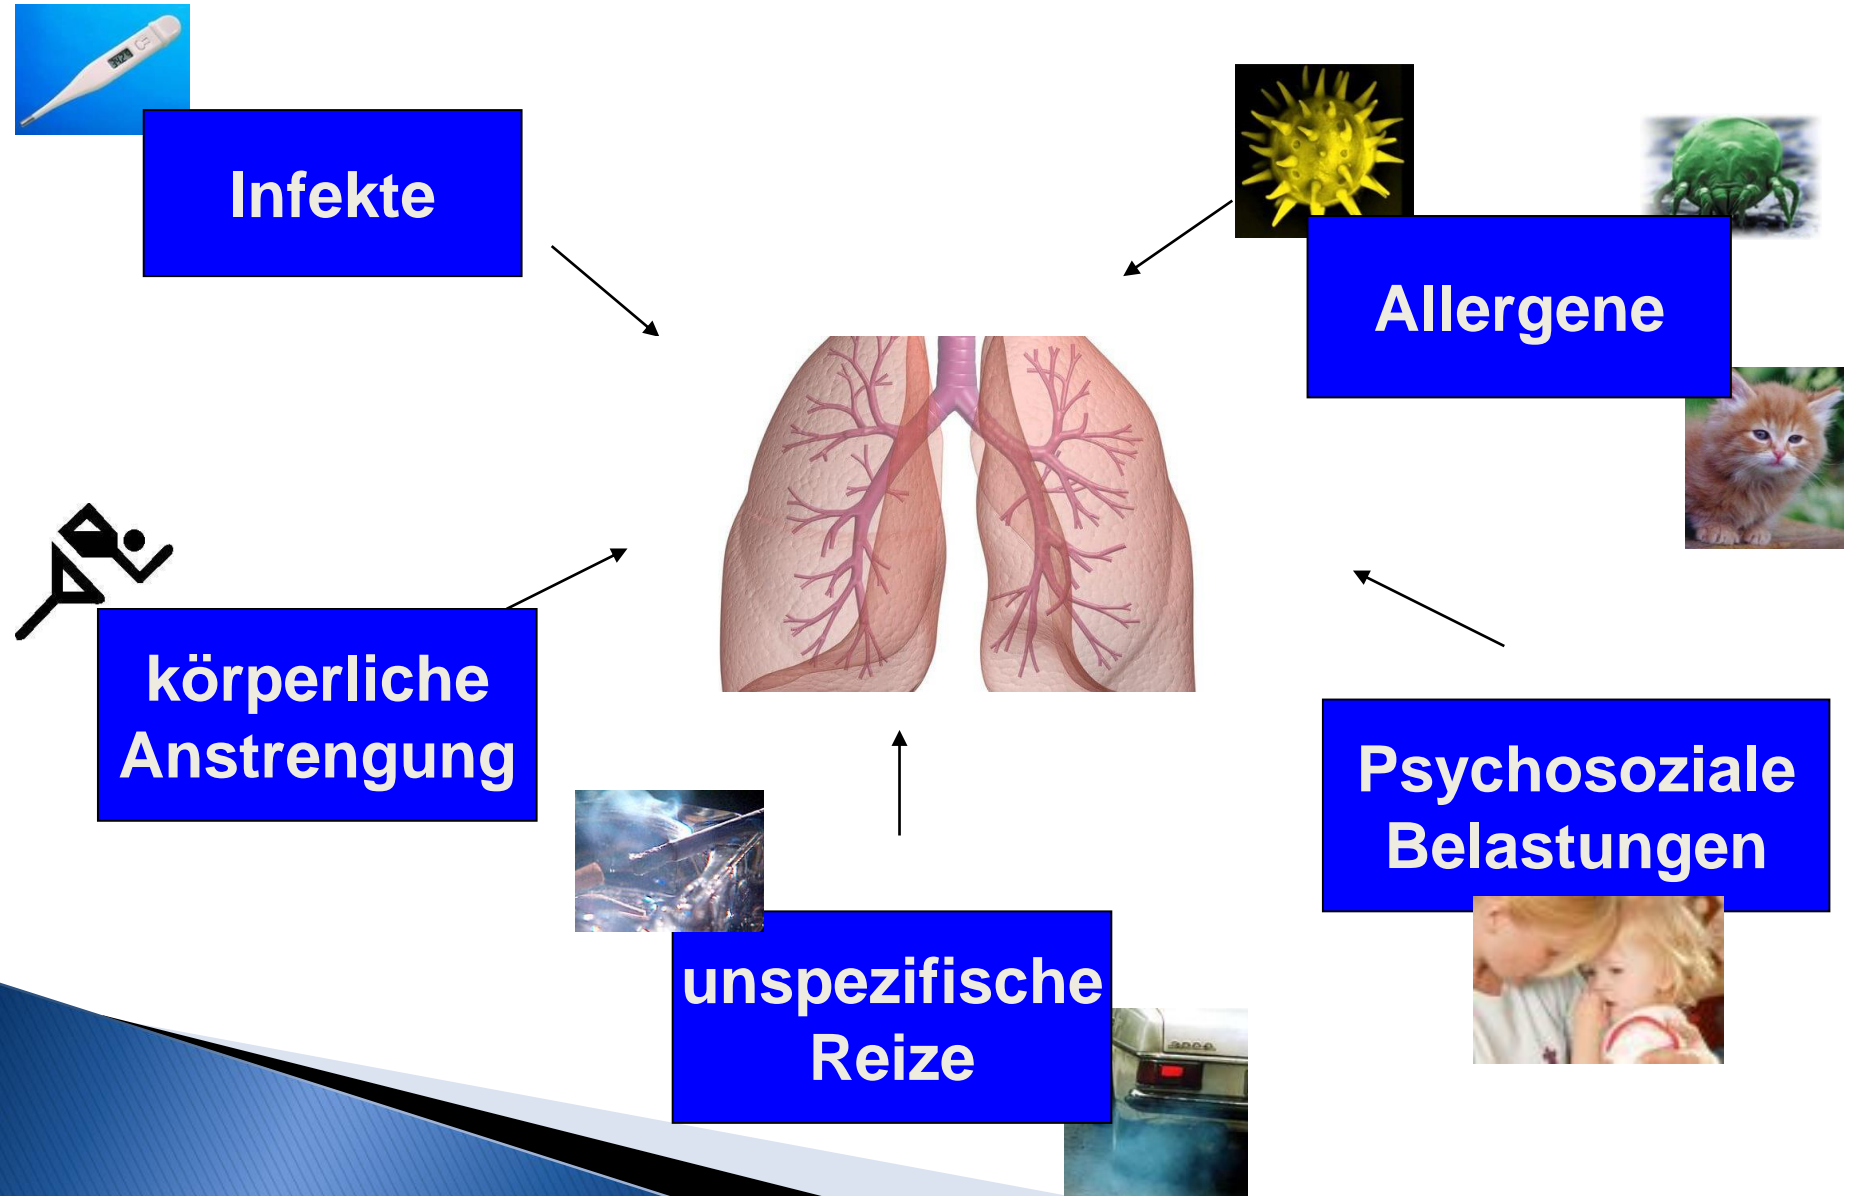 Infekte
Allergene
körperliche
Anstrengung
Psychosoziale
Belastungen
unspezifische
Reize